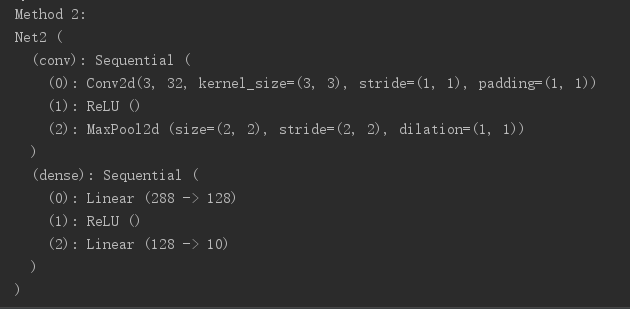 Method 2:
Net2 (
  (conv): Sequential (
    (0): Conv2d(3, 32, kernel_size=(3, 3), stride=(1, 1), padding=(1, 1))
    (1): ReLU ()
    (2): MaxPool2d (size=(2, 2), stride=(2, 2), dilation=(1, 1))
  )
  (dense): Sequential (
    (0): Linear (288 -> 128)
    (1): ReLU ()
    (2): Linear (128 -> 10)
  )
)